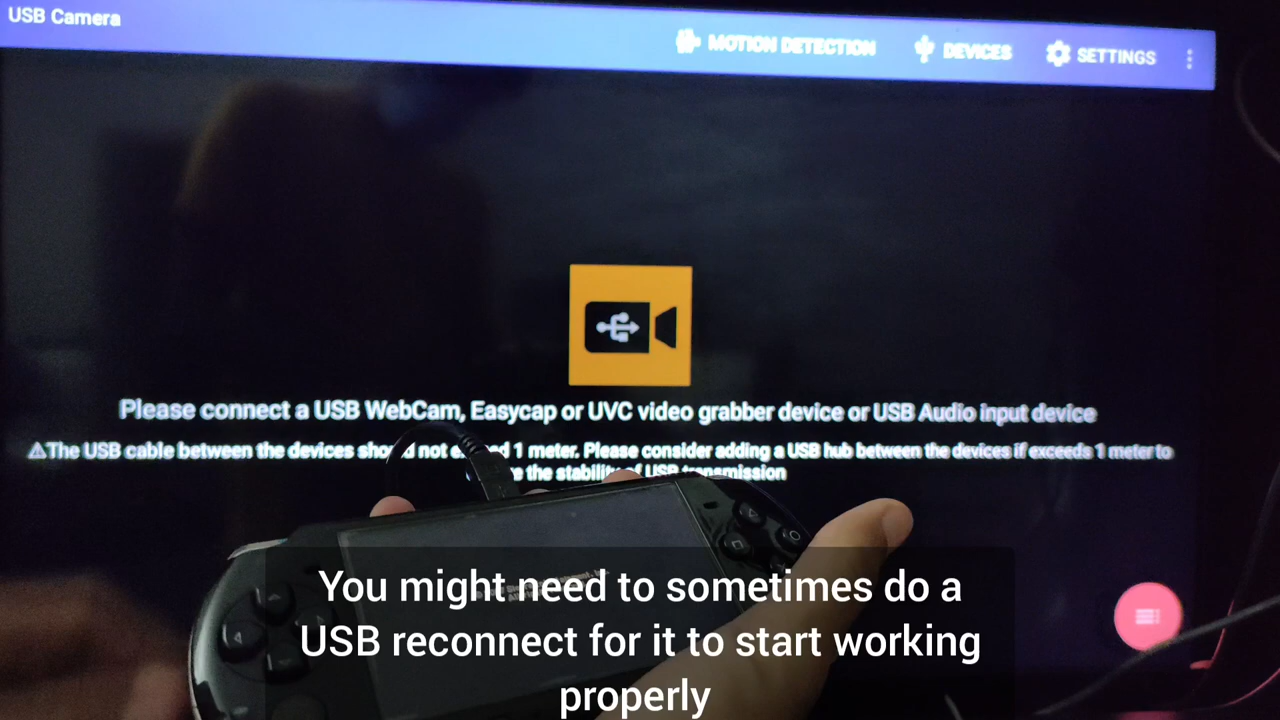 USB Camera
MOTION DETECTION
DEVICES
SETTINGS
Please connect a USB WebCam, Easycap or UVC video grabber device or USB Audio input device
⚠The USB cable between the devices should not 1 meter. Please consider adding a USB hub between the devices if exceeds 1 meter to
the stability of USB transmission
You might need to sometimes do a
USB reconnect for it to start working
properly